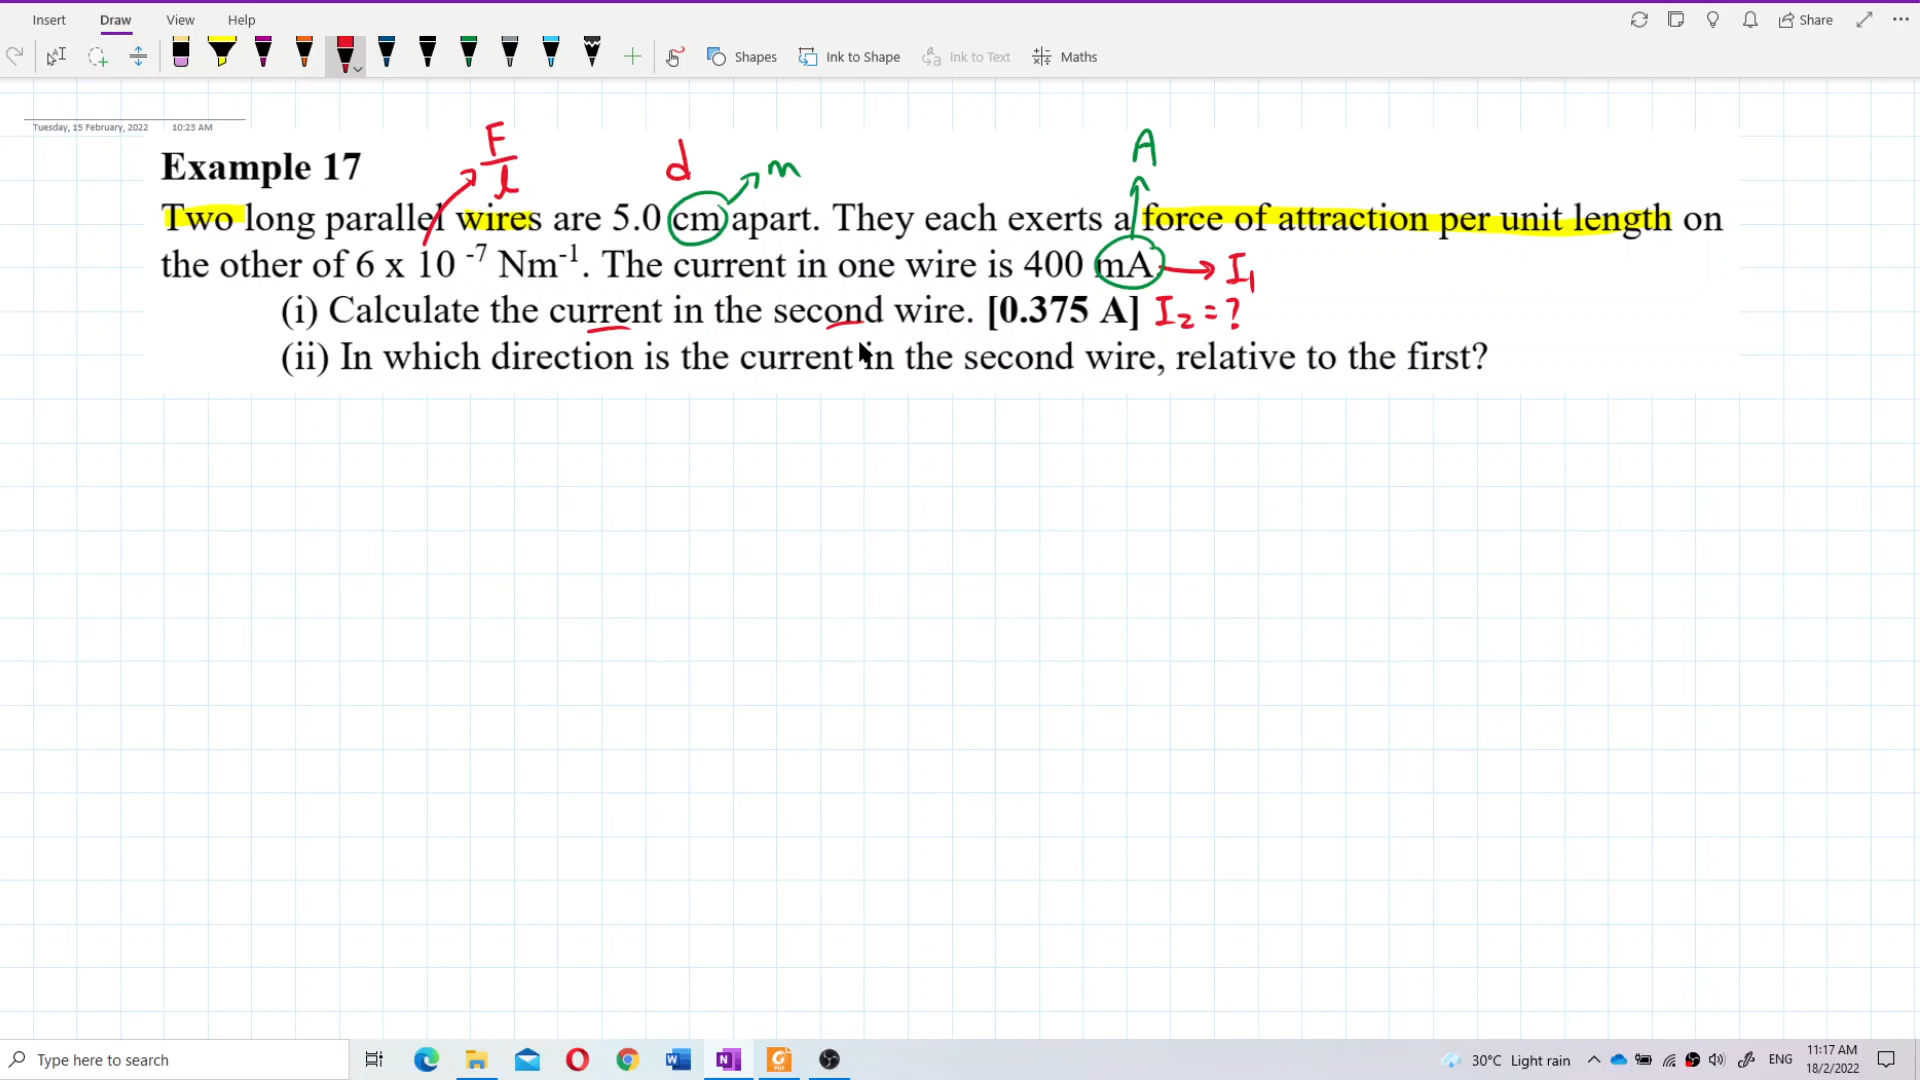 Insert Draw View Help
Share
Shapes Ink to Shape Ink to Text Maths
Tuesday, 15 February, 2022 10:23 AM
F
l
d
m
A
Example 17
Two long parallel wires are 5.0 cm apart. They each exerts a force of attraction per unit length on
the other of 6 x 10 -7 Nm-1. The current in one wire is 400 mA. I1
(i) Calculate the current in the second wire. [0.375 A] I2 = ?
(ii) In which direction is the current in the second wire, relative to the first?
Type here to search
30°C Light rain
ENG
11:17 AM
18/2/2022